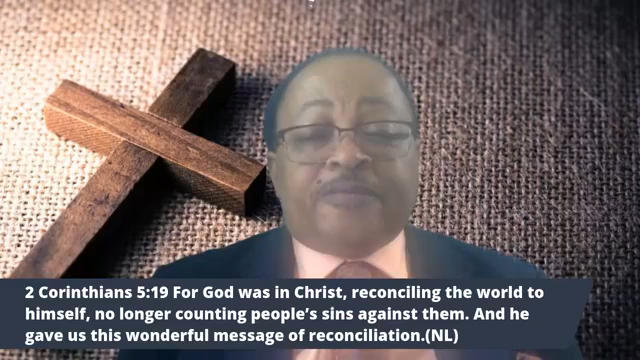 2 Corinthians 5:19 For God was in Christ, reconciling the world to
himself, no longer counting people’s sins against them. And he
gave us this wonderful message of reconciliation.(NL)